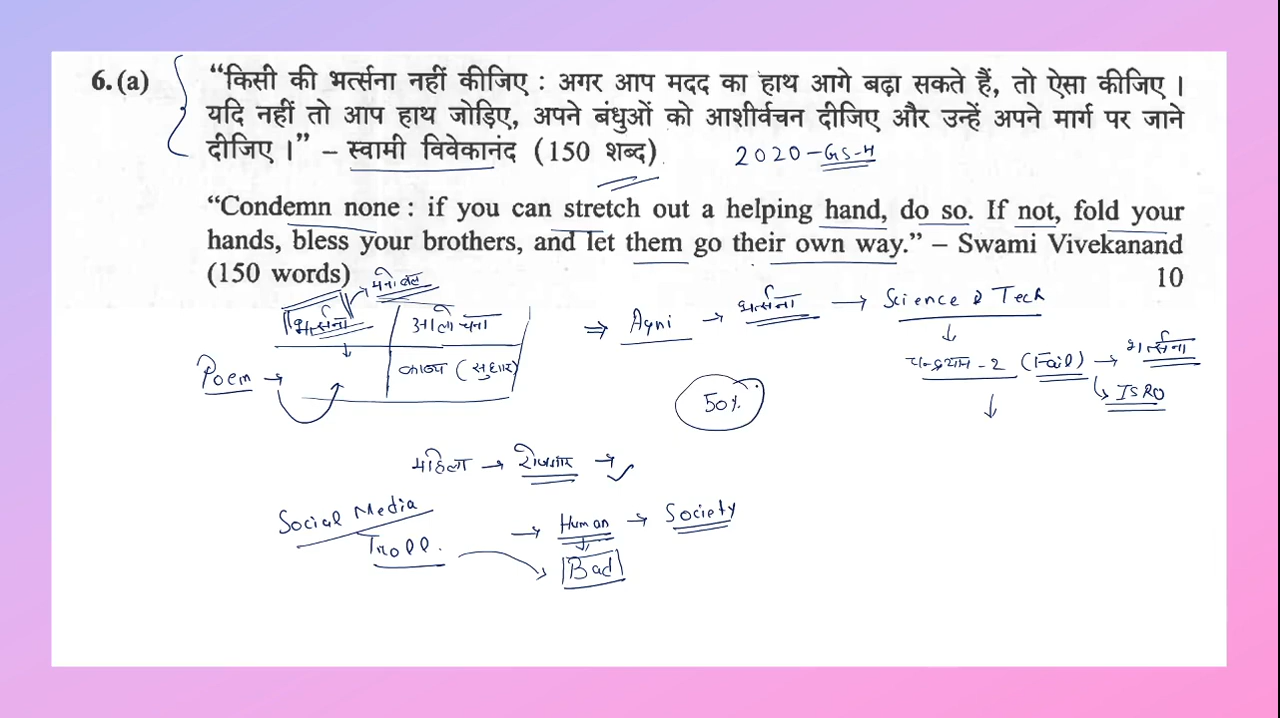 6. (a) “किसी की भर्त्सना नहीं कीजिए : अगर आप मदद का हाथ आगे बढ़ा सकते हैं, तो ऐसा कीजिए ।
यदि नहीं तो आप हाथ जोड़िए, अपने बंधुओं को आशीर्वचन दीजिए और उन्हें अपने मार्ग पर जाने
दीजिए ।” – स्वामी विवेकानंद (150 शब्द)
2020 - GS-4
“Condemn none : if you can stretch out a helping hand, do so. If not, fold your
hands, bless your brothers, and let them go their own way.” – Swami Vivekanand
(150 words) 10
मनोबल
भर्त्सना आलोचना
⇒ Agni → भर्त्सना → Science & Tech
Poem →
(सुधार)
चन्द्रयान - 2 (Fail) → भर्त्सना
ISRO
50%
महिला → रोजगार →
Social Media
Troll.
→ Human → Society
Bad